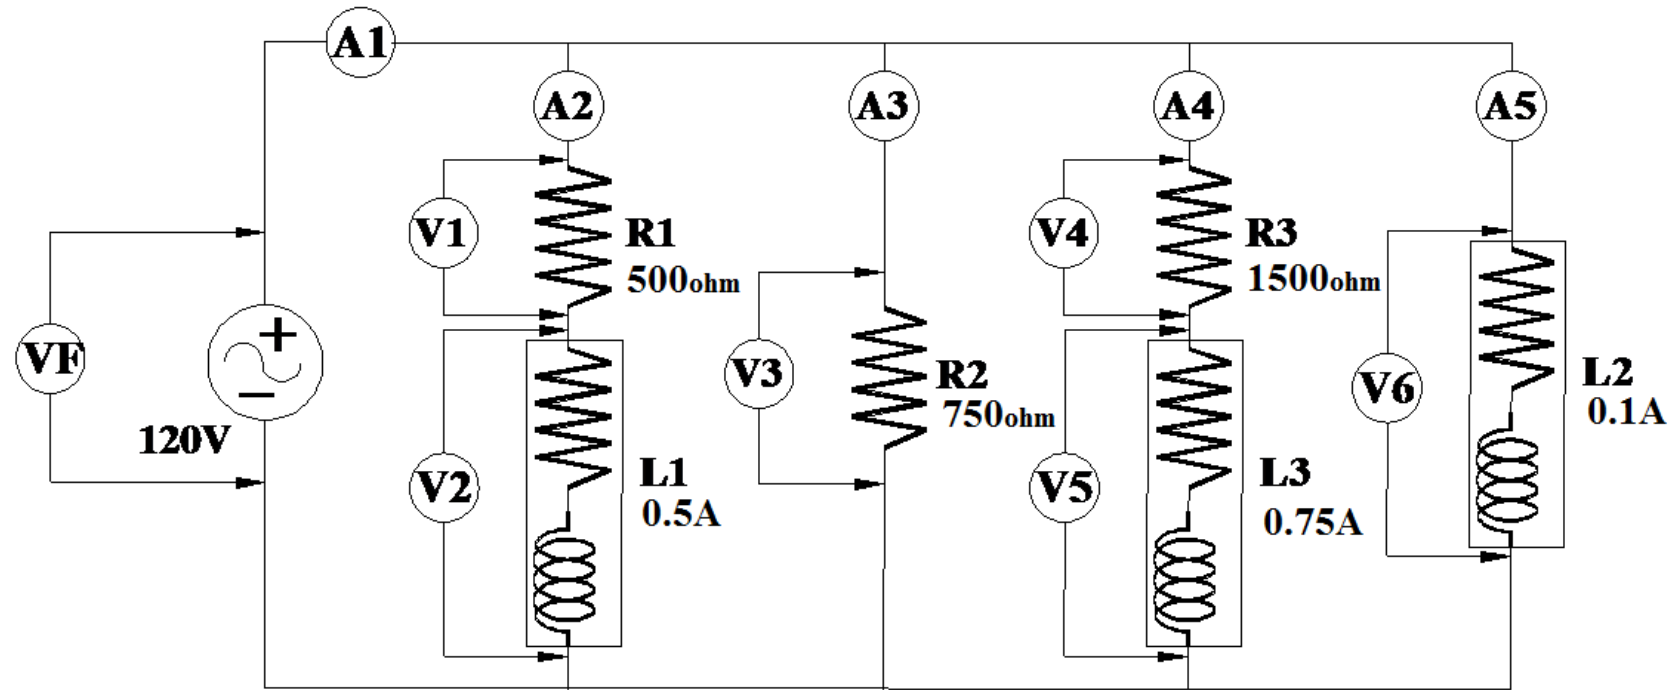 A1
A2
A3
A4
A5
V1
R1
500ohm
V4
R3
1500ohm
VF
+
−
120V
V3
R2
750ohm
V6
L2
0.1A
V2
L1
0.5A
V5
L3
0.75A